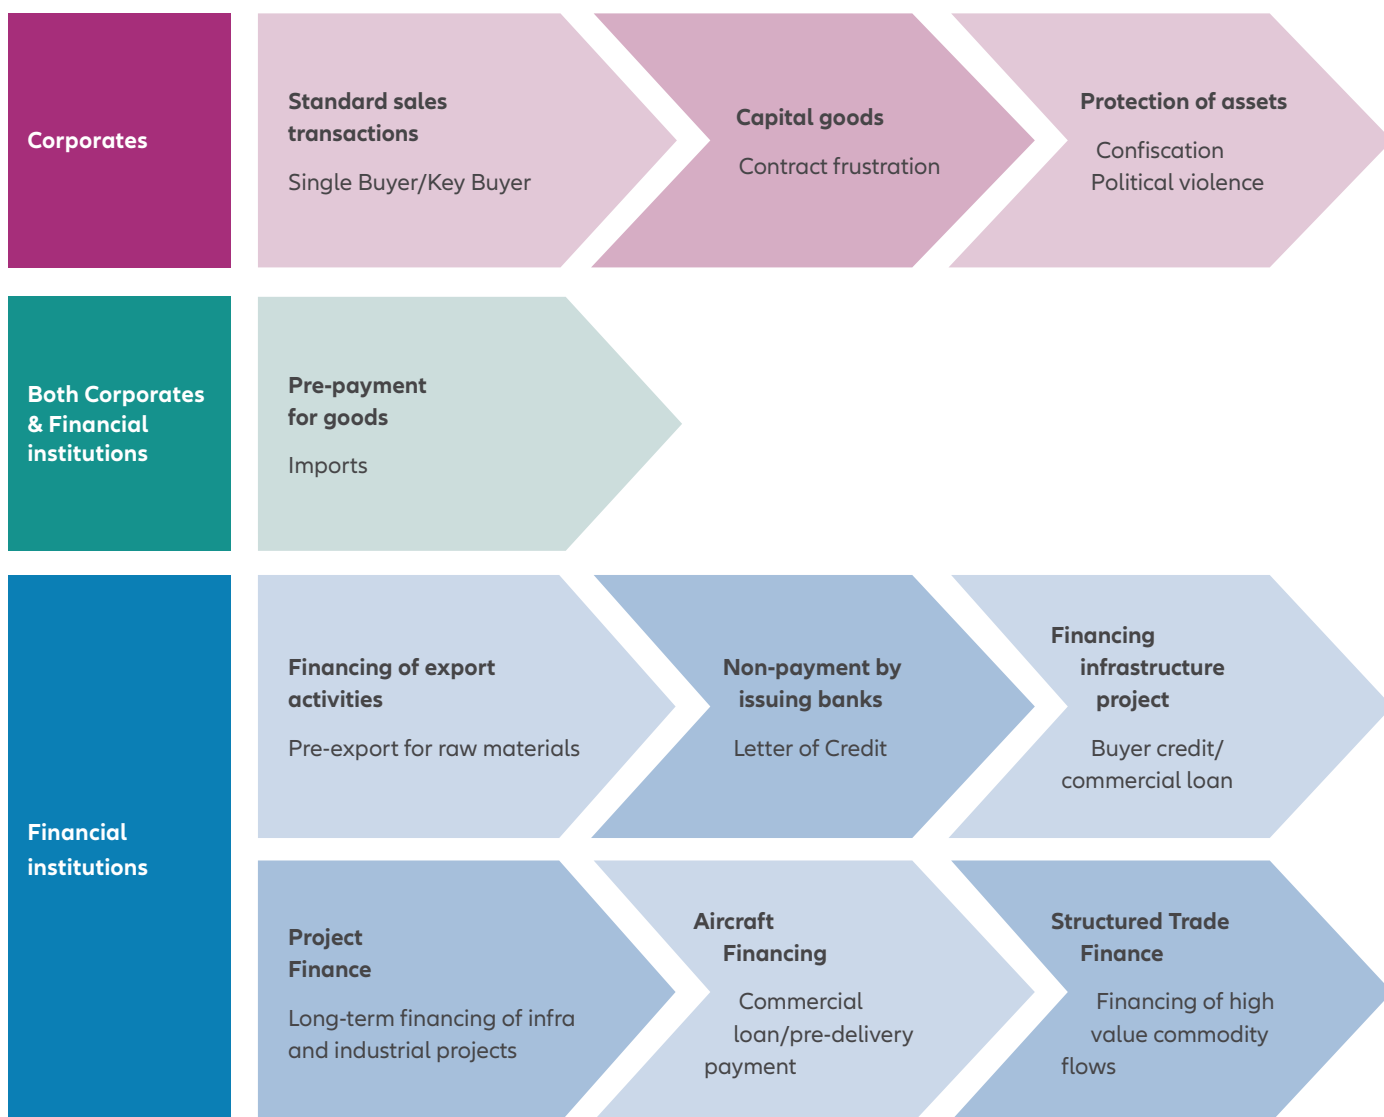 Corporates
Standard sales
transactions
Single Buyer/Key Buyer
Capital goods
Contract frustration
Protection of assets
Confiscation
Political violence
Both Corporates
& Financial
institutions
Pre-payment
for goods
Imports
Financial
institutions
Financing of export
activities
Pre-export for raw materials
Non-payment by
issuing banks
Letter of Credit
Financing
infrastructure
project
Buyer credit/
commercial loan
Project
Finance
Long-term financing of infra
and industrial projects
Aircraft
Financing
Commercial
loan/pre-delivery
payment
Structured Trade
Finance
Financing of high
value commodity
flows